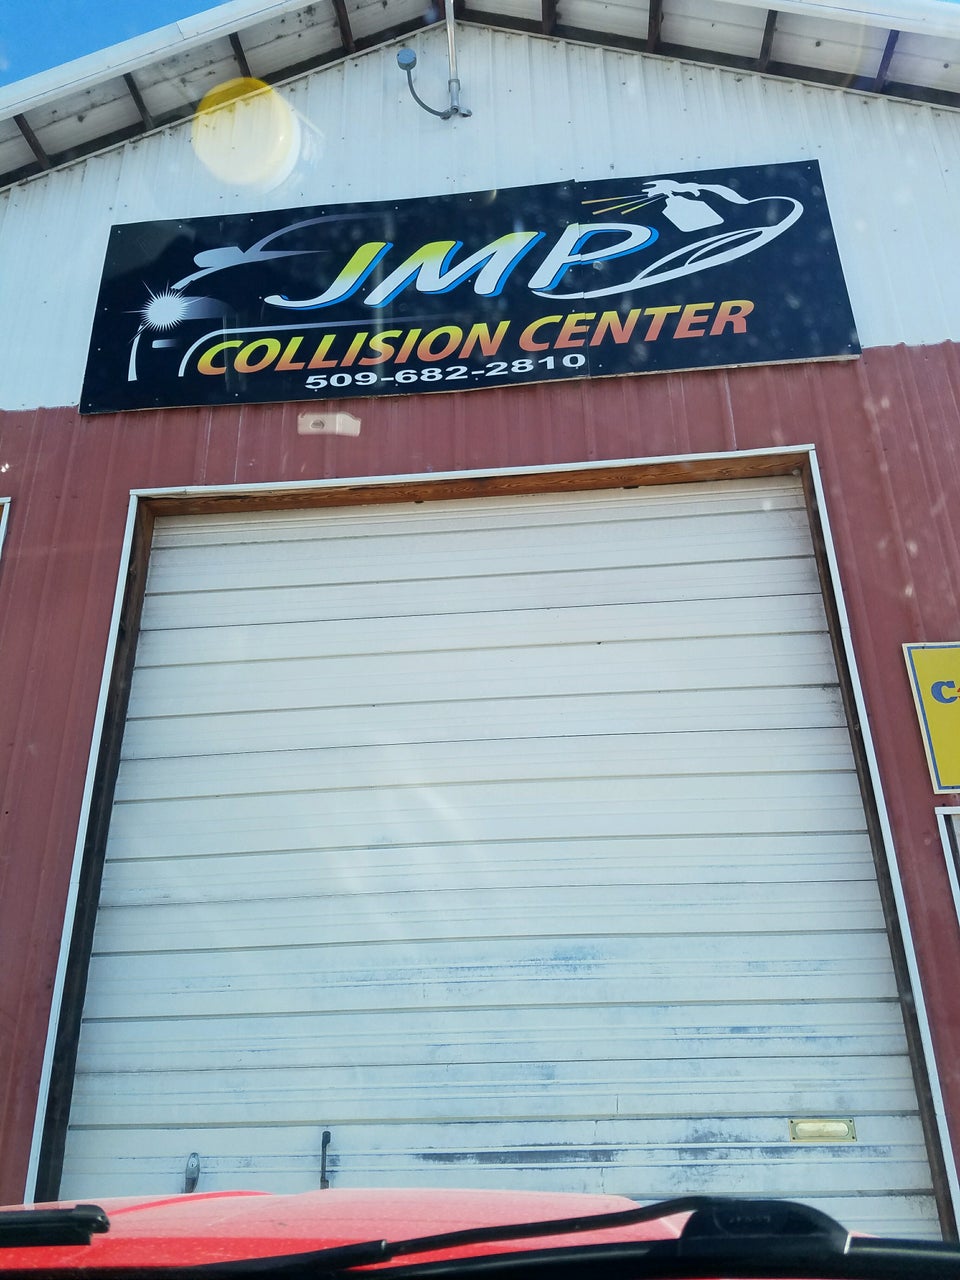 JMP
COLLISION CENTER
509-682-2810